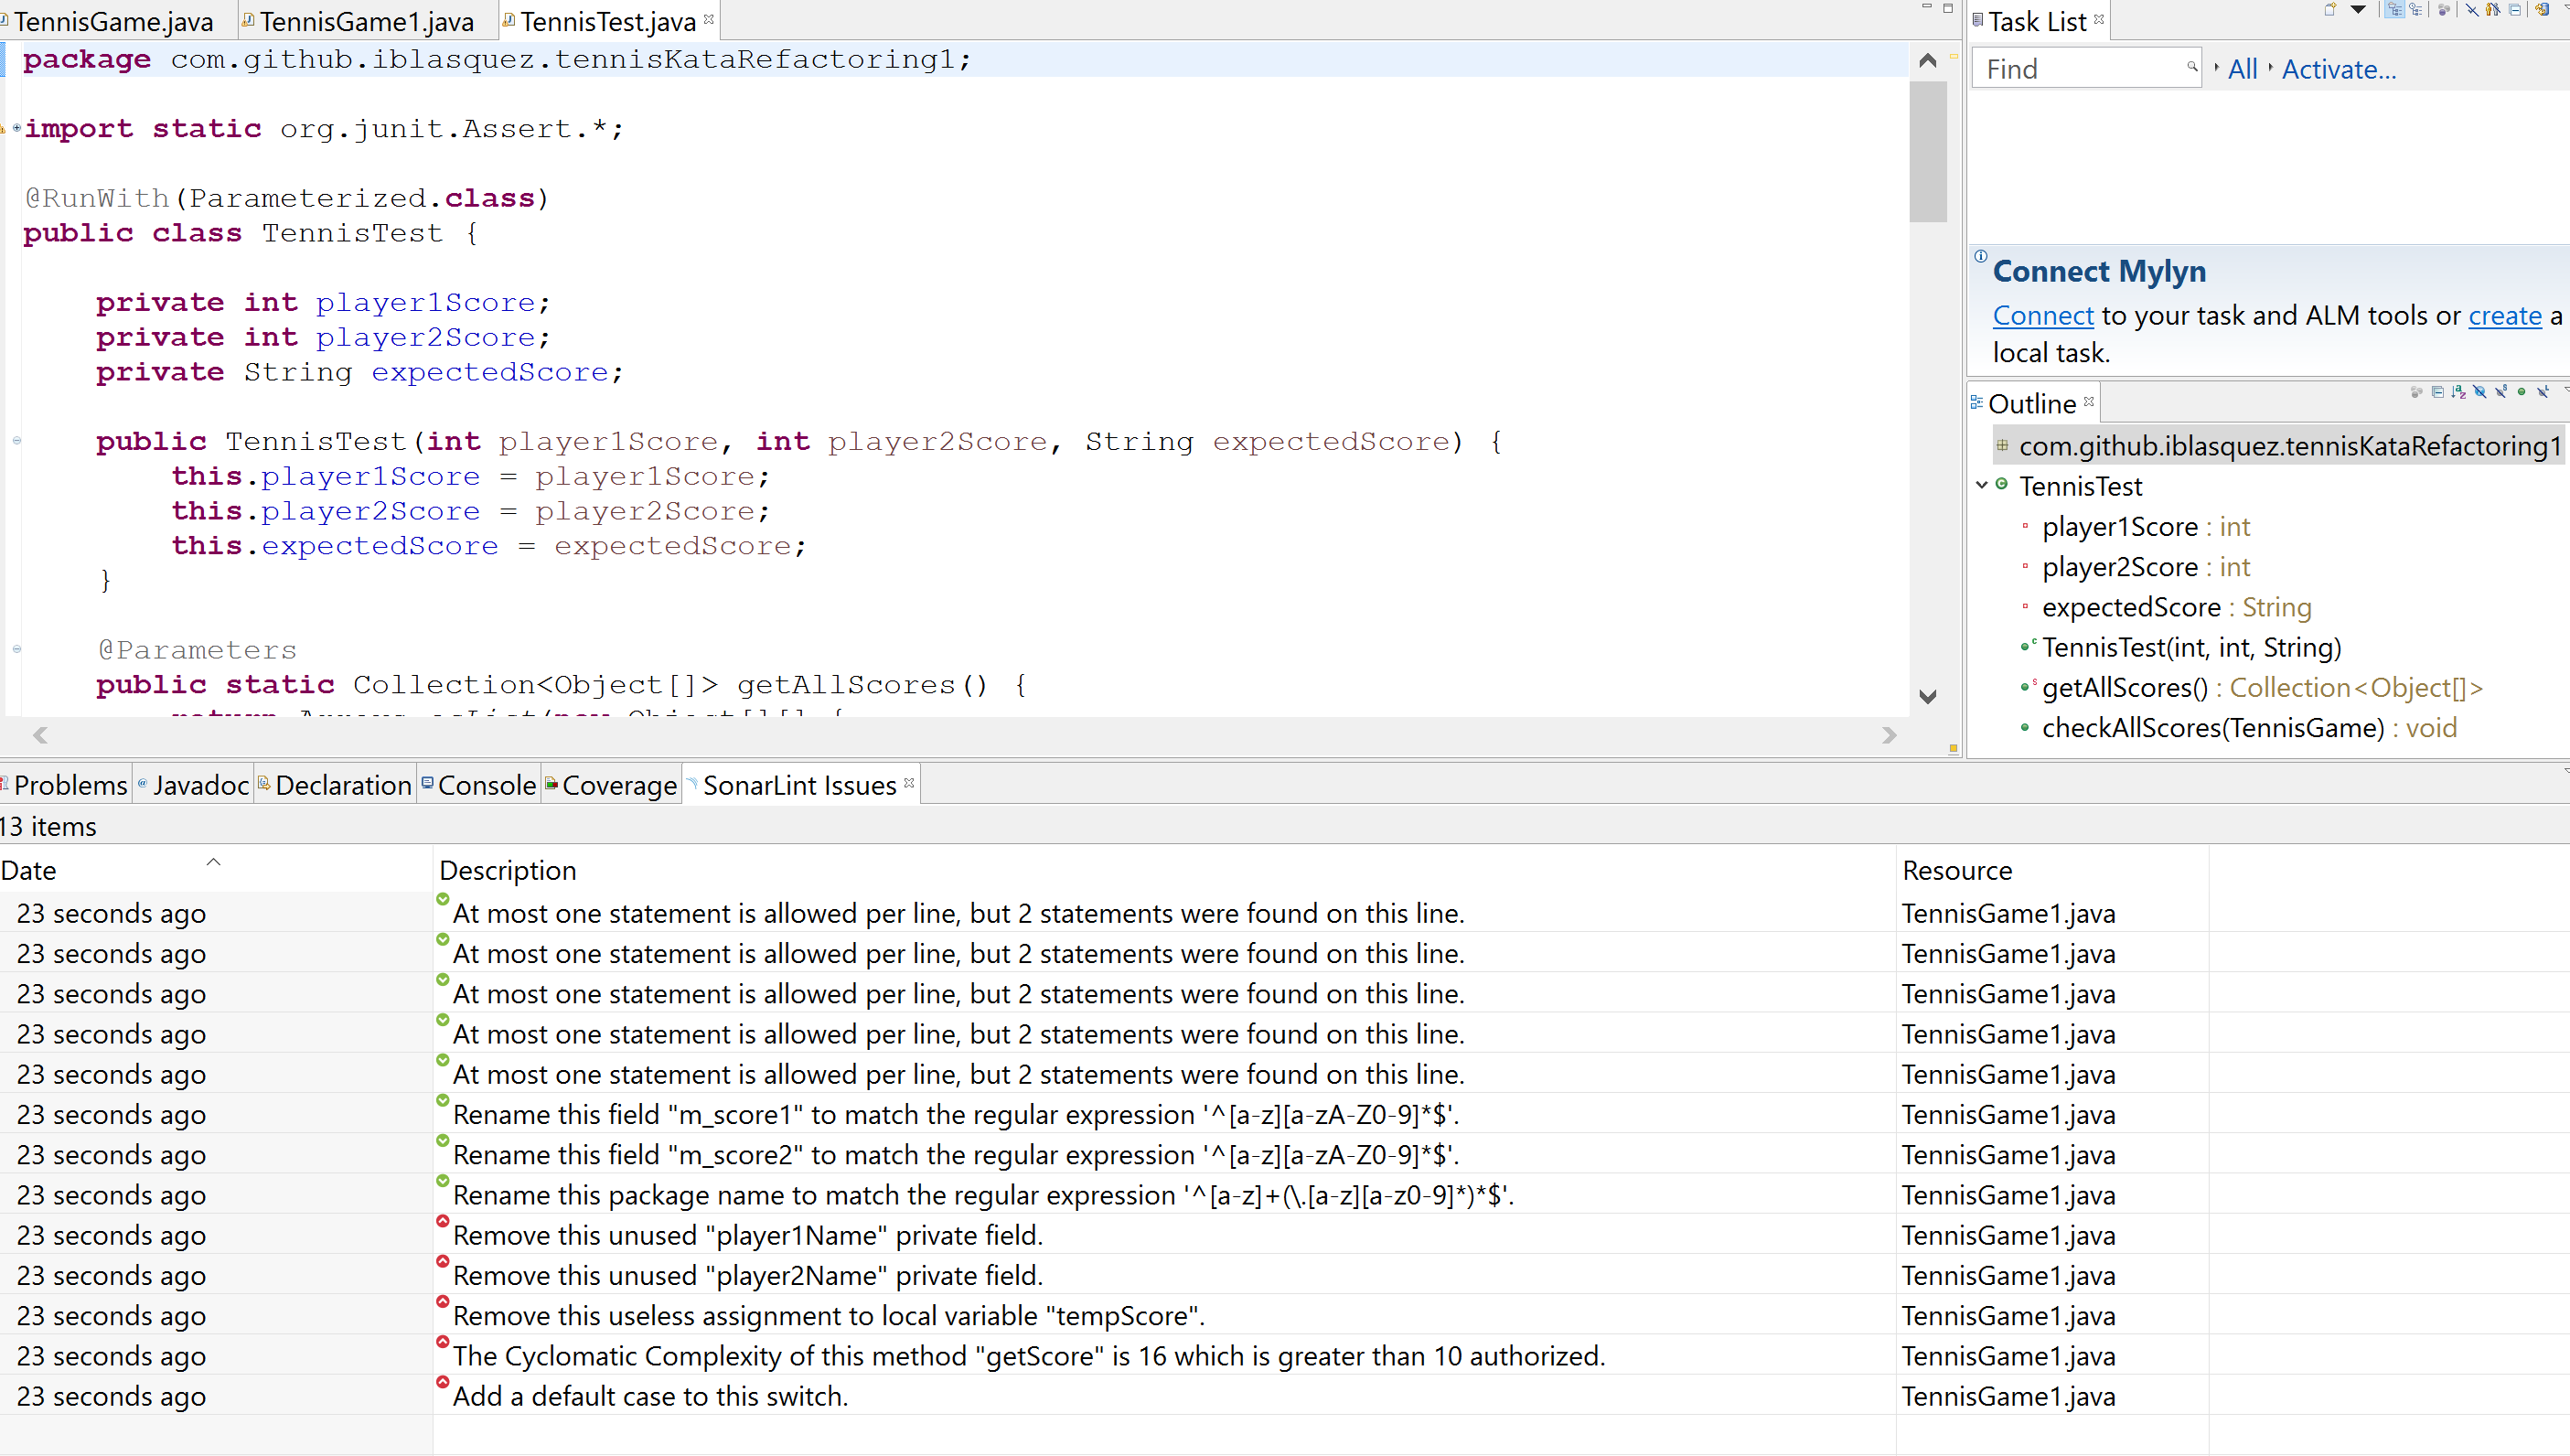 TennisGame.java
TennisGame1.java
TennisTest.java
package com.github.iblasquez.tennisKataRefactoring1;
import static org.junit.Assert.*;
@RunWith(Parameterized.class)
public class TennisTest {
private int player1Score;
private int player2Score;
private String expectedScore;
public TennisTest(int player1Score, int player2Score, String expectedScore) {
this.player1Score = player1Score;
this.player2Score = player2Score;
this.expectedScore = expectedScore;
}
@Parameters
public static Collection<Object[]> getAllScores() {
return Arrays.asList(new Object[][] {
Task List
Find
All
Activate...
Connect Mylyn
Connect to your task and ALM tools or create a
local task.
Outline
com.github.iblasquez.tennisKataRefactoring1
TennisTest
player1Score : int
player2Score : int
expectedScore : String
TennisTest(int, int, String)
getAllScores() : Collection<Object[]>
checkAllScores(TennisGame) : void
Problems
Javadoc
Declaration
Console
Coverage
SonarLint Issues
13 items
Date Description Resource
23 seconds ago At most one statement is allowed per line, but 2 statements were found on this line. TennisGame1.java
23 seconds ago At most one statement is allowed per line, but 2 statements were found on this line. TennisGame1.java
23 seconds ago At most one statement is allowed per line, but 2 statements were found on this line. TennisGame1.java
23 seconds ago At most one statement is allowed per line, but 2 statements were found on this line. TennisGame1.java
23 seconds ago At most one statement is allowed per line, but 2 statements were found on this line. TennisGame1.java
23 seconds ago Rename this field "m_score1" to match the regular expression '^[a-z][a-zA-Z0-9]*$'. TennisGame1.java
23 seconds ago Rename this field "m_score2" to match the regular expression '^[a-z][a-zA-Z0-9]*$'. TennisGame1.java
23 seconds ago Rename this package name to match the regular expression '^[a-z]+(\.[a-z][a-z0-9]*)*$'. TennisGame1.java
23 seconds ago Remove this unused "player1Name" private field. TennisGame1.java
23 seconds ago Remove this unused "player2Name" private field. TennisGame1.java
23 seconds ago Remove this useless assignment to local variable "tempScore". TennisGame1.java
23 seconds ago The Cyclomatic Complexity of this method "getScore" is 16 which is greater than 10 authorized. TennisGame1.java
23 seconds ago Add a default case to this switch. TennisGame1.java